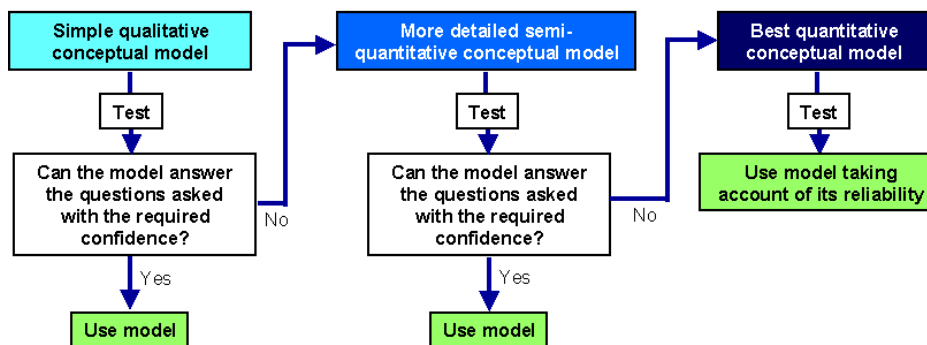 Simple qualitative
conceptual model
Test
Can the model answer
the questions asked
with the required
confidence?
No
Yes
Use model
More detailed semi-
quantitative conceptual model
Test
Can the model answer
the questions asked
with the required
confidence?
No
Yes
Use model
Best quantitative
conceptual model
Test
Use model taking
account of its reliability